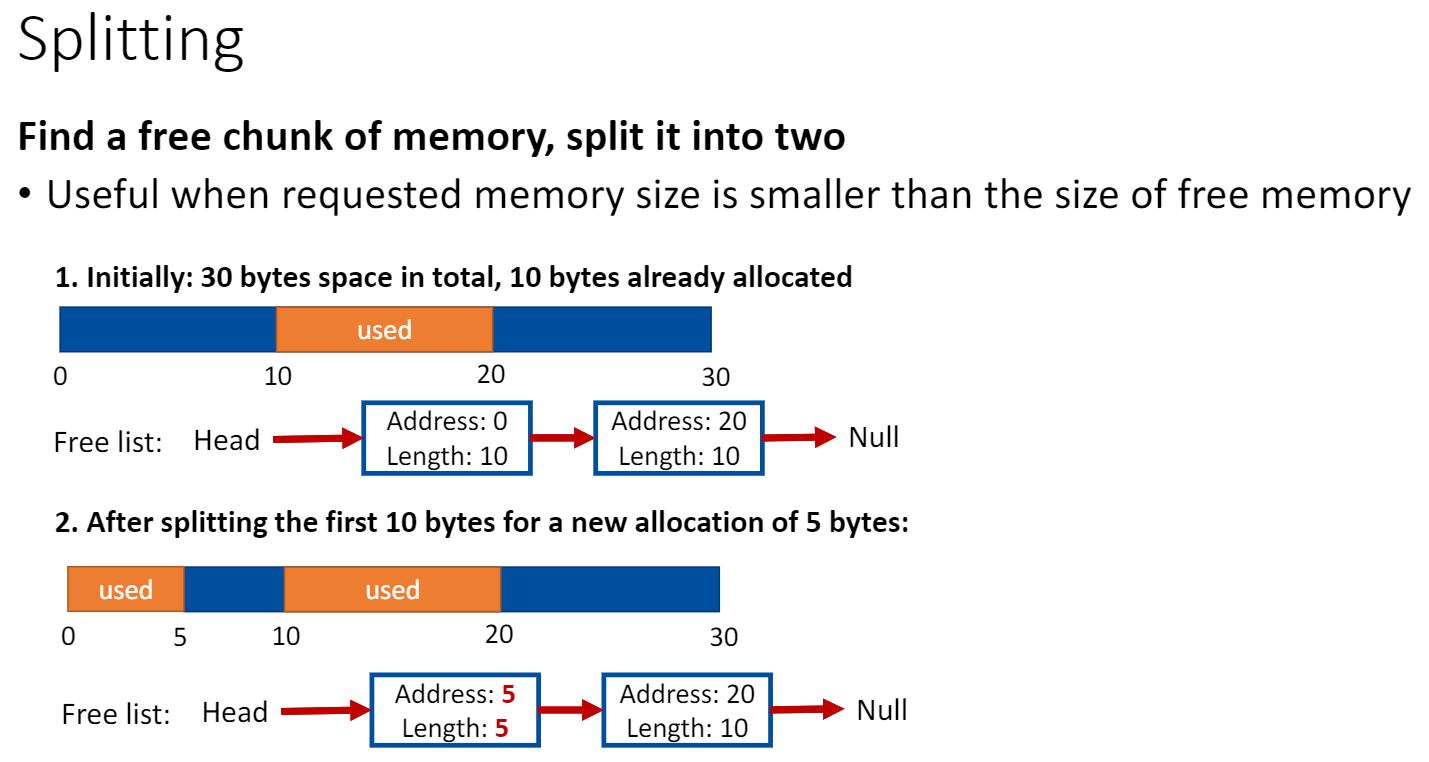 Splitting
Find a free chunk of memory, split it into two
• Useful when requested memory size is smaller than the size of free memory
1. Initially: 30 bytes space in total, 10 bytes already allocated
used
0 10 20 30
Free list: Head Address: 0 Address: 20 Null
Length: 10 Length: 10
2. After splitting the first 10 bytes for a new allocation of 5 bytes:
used used
0 5 10 20 30
Free list: Head Address: 5 Address: 20 Null
Length: 5 Length: 10